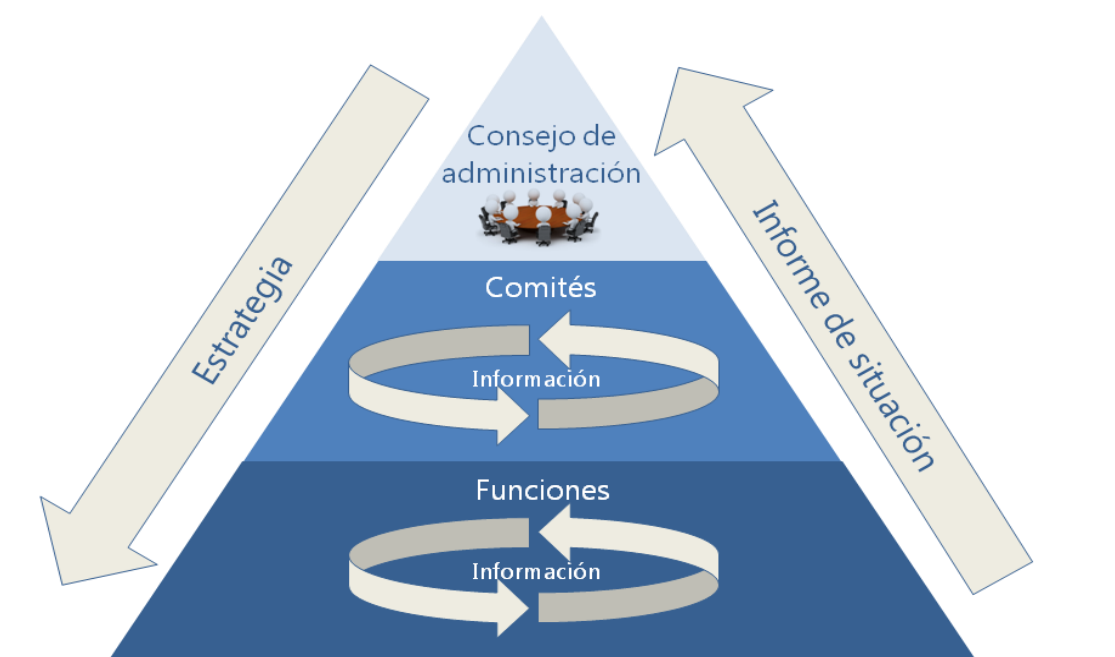 Consejo de
administración
Estrategia
Informe de situación
Comités
Información
Funciones
Información